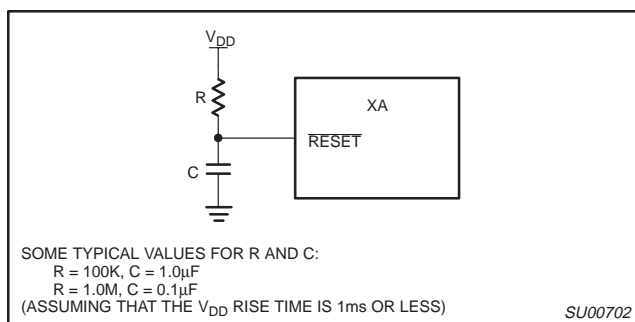 VDD
R
XA
RESET
C
SOME TYPICAL VALUES FOR R AND C:
R = 100K, C = 1.0µF
R = 1.0M, C = 0.1µF
(ASSUMING THAT THE VDD RISE TIME IS 1ms OR LESS)
SU00702